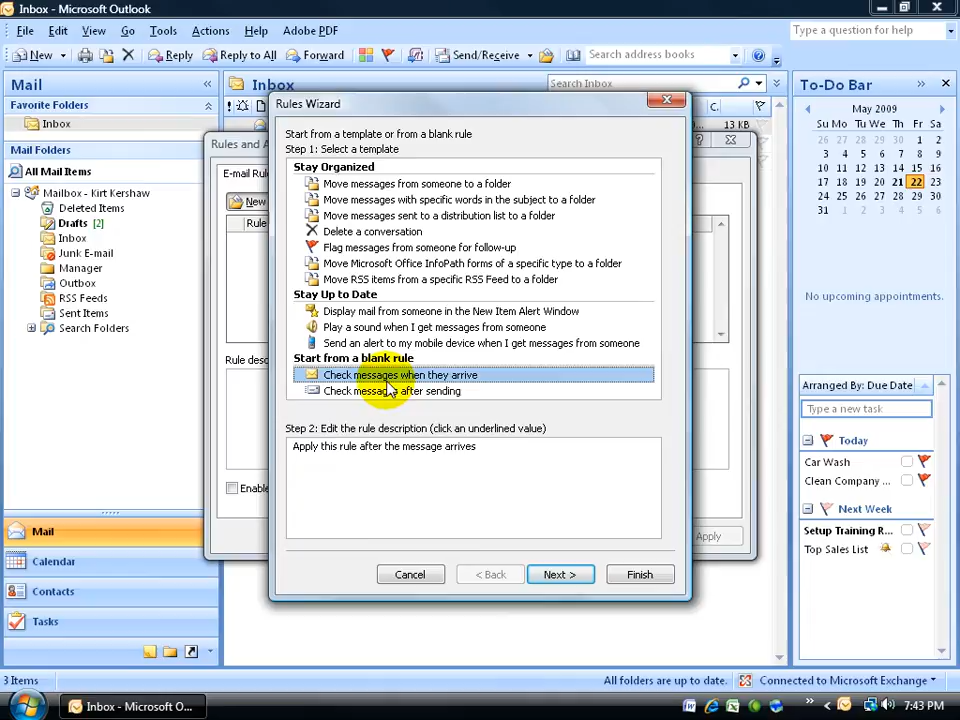 Inbox - Microsoft Outlook
File Edit View Go Tools Actions Help Adobe PDF
Type a question for help
New Reply Reply to All Forward Send/Receive Search address books
Mail
Favorite Folders
Inbox
Mail Folders
All Mail Items
Mailbox - Kirt Kershaw
Deleted Items
Drafts [2]
Inbox
Junk E-mail
Manager
Outbox
RSS Feeds
Sent Items
Search Folders
Mail
Calendar
Contacts
Tasks
Inbox
Search Inbox
13 KB
Rules and A
E-mail Rul
New
Rule
Rule desc
Enable
Apply
Rules Wizard
Start from a template or from a blank rule
Step 1: Select a template
Stay Organized
Move messages from someone to a folder
Move messages with specific words in the subject to a folder
Move messages sent to a distribution list to a folder
Delete a conversation
Flag messages from someone for follow-up
Move Microsoft Office InfoPath forms of a specific type to a folder
Move RSS items from a specific RSS Feed to a folder
Stay Up to Date
Display mail from someone in the New Item Alert Window
Play a sound when I get messages from someone
Send an alert to my mobile device when I get messages from someone
Start from a blank rule
Check messages when they arrive
Check messages after sending
Step 2: Edit the rule description (click an underlined value)
Apply this rule after the message arrives
Cancel < Back Next > Finish
To-Do Bar
May 2009
Su Mo Tu We Th Fr Sa
26 27 28 29 30 1 2
3 4 5 6 7 8 9
10 11 12 13 14 15 16
17 18 19 20 21 22 23
24 25 26 27 28 29 30
31 1 2 3 4 5 6
No upcoming appointments.
Arranged By: Due Date
Type a new task
Today
Car Wash
Clean Company ...
Next Week
Setup Training R...
Top Sales List
3 Items
All folders are up to date.
Connected to Microsoft Exchange
Inbox - Microsoft O...
7:43 PM